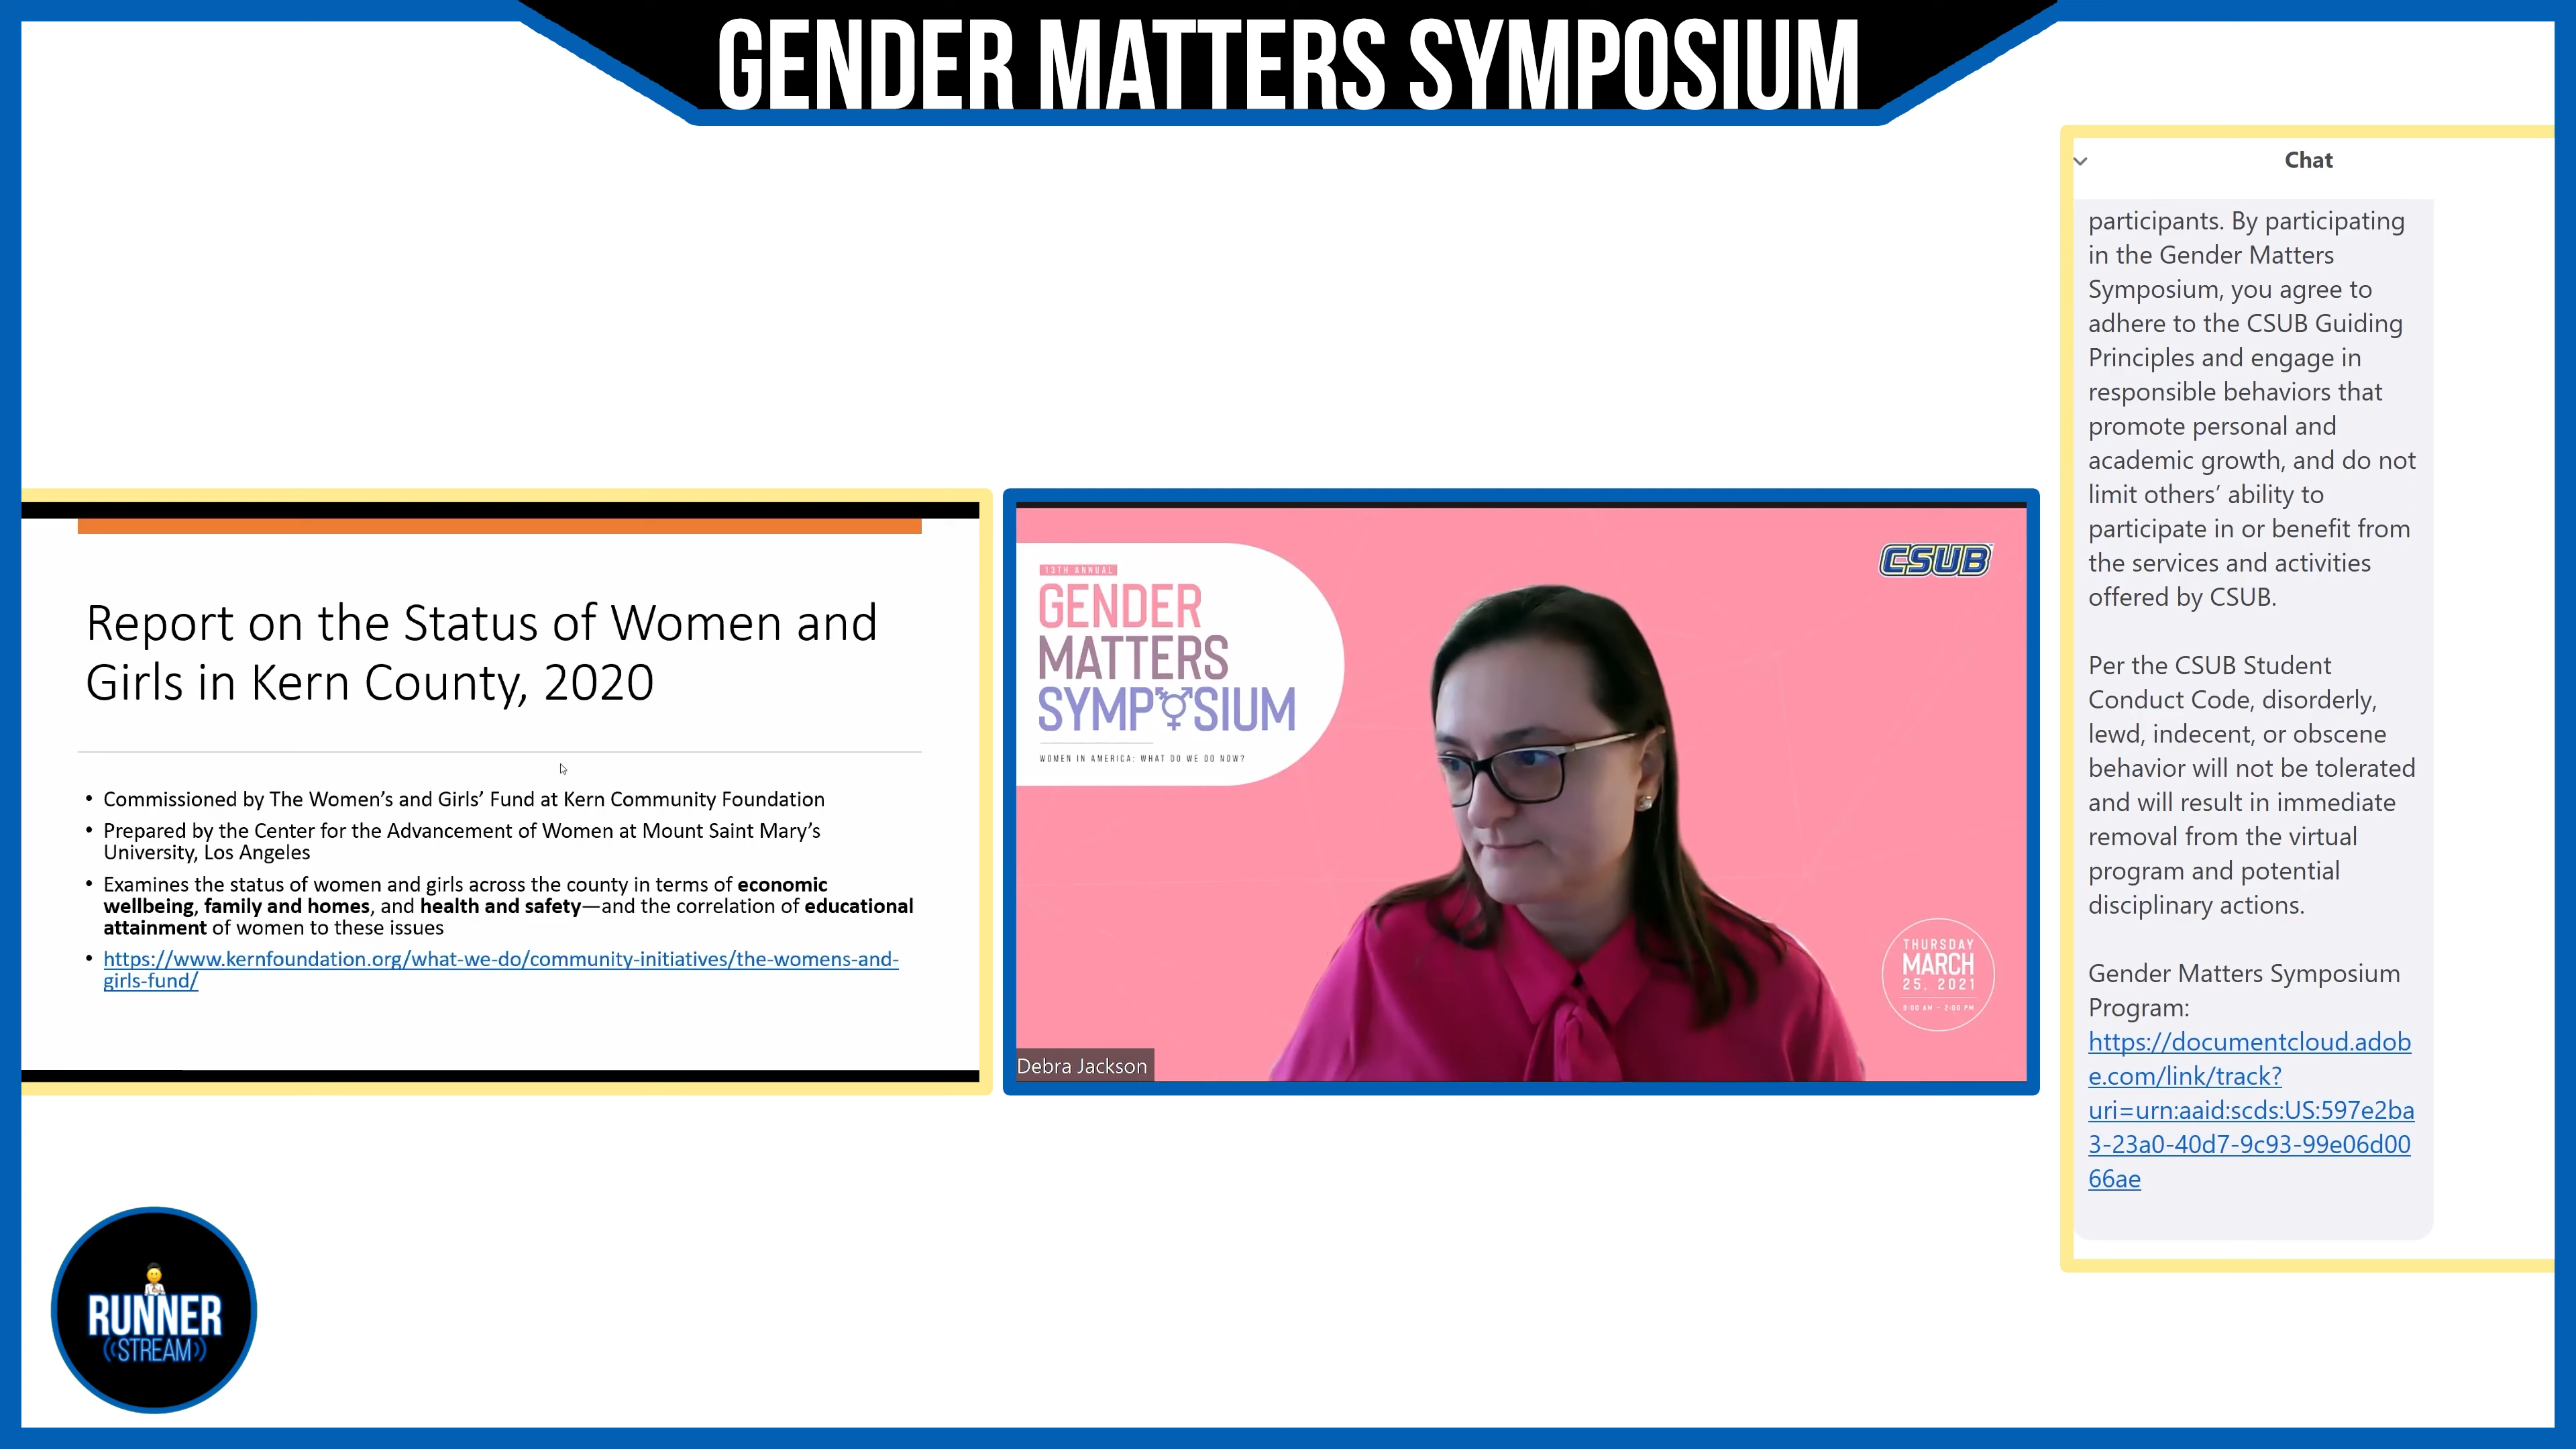 GENDER MATTERS SYMPOSIUM
Report on the Status of Women and
Girls in Kern County, 2020
• Commissioned by The Women's and Girls' Fund at Kern Community Foundation
• Prepared by the Center for the Advancement of Women at Mount Saint Mary's
University, Los Angeles
• Examines the status of women and girls across the county in terms of economic
wellbeing, family and homes, and health and safety—and the correlation of educational
attainment of women to these issues
• https://www.kernfoundation.org/what-we-do/community-initiatives/the-womens-and-
girls-fund/
13TH ANNUAL
GENDER
MATTERS
SYMPOSIUM
WOMEN IN AMERICA: WHAT DO WE DO NOW?
CSUB
THURSDAY
MARCH
25. 2021
9:00 AM - 2:00 PM
Debra Jackson
Chat
participants. By participating
in the Gender Matters
Symposium, you agree to
adhere to the CSUB Guiding
Principles and engage in
responsible behaviors that
promote personal and
academic growth, and do not
limit others' ability to
participate in or benefit from
the services and activities
offered by CSUB.
Per the CSUB Student
Conduct Code, disorderly,
lewd, indecent, or obscene
behavior will not be tolerated
and will result in immediate
removal from the virtual
program and potential
disciplinary actions.
Gender Matters Symposium
Program:
https://documentcloud.adob
e.com/link/track?
uri=urn:aaid:scds:US:597e2ba
3-23a0-40d7-9c93-99e06d00
66ae
RUNNER
((STREAM))